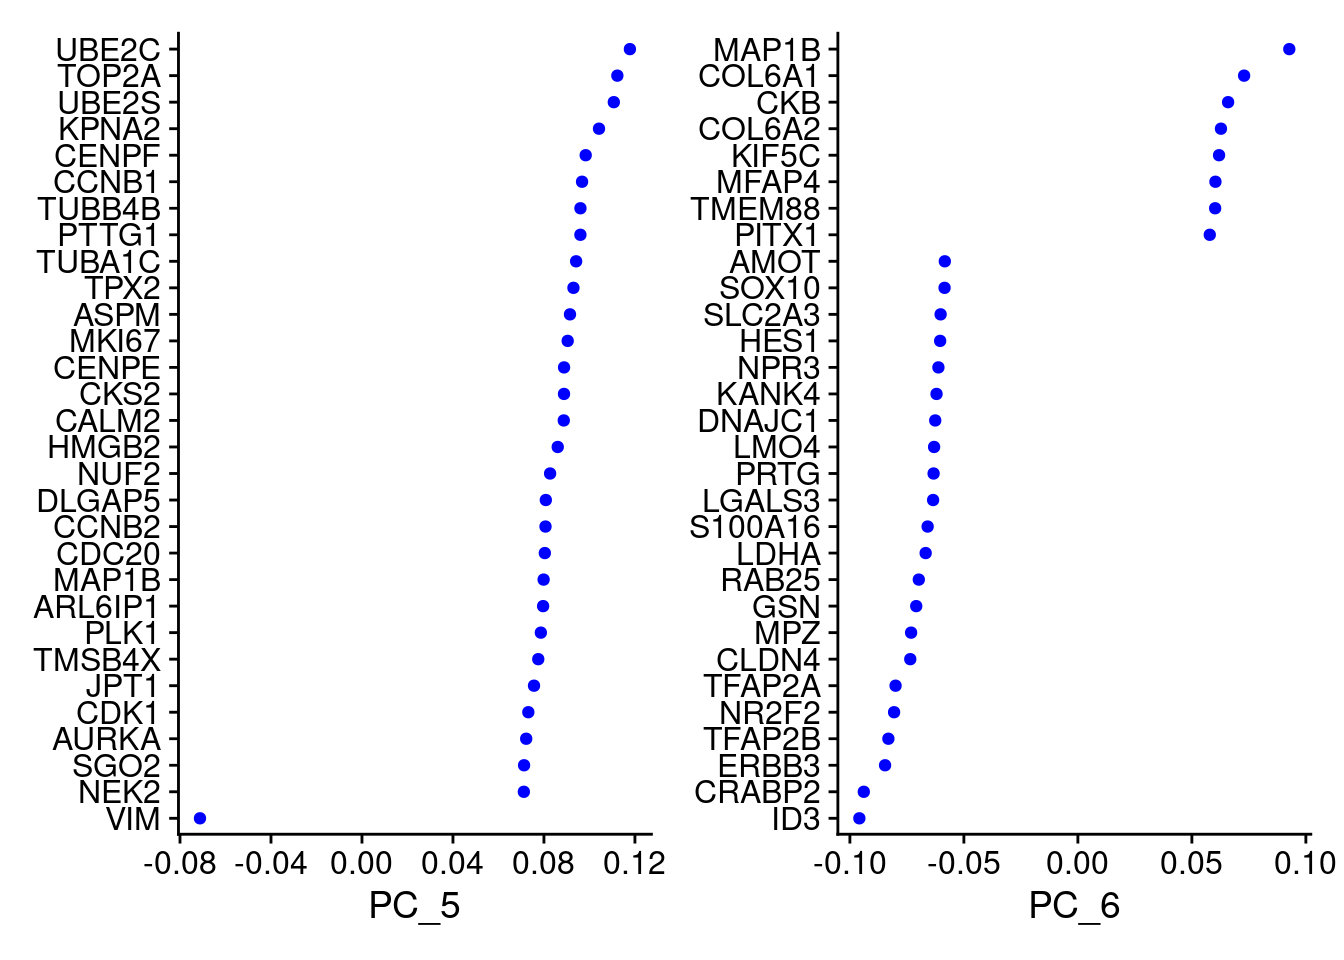 UBE2C
TOP2A
UBE2S
KPNA2
CENPF
CCNB1
TUBB4B
PTTG1
TUBA1C
TPX2
ASPM
MKI67
CENPE
CKS2
CALM2
HMGB2
NUF2
DLGAP5
CCNB2
CDC20
MAP1B
ARL6IP1
PLK1
TMSB4X
JPT1
CDK1
AURKA
SGO2
NEK2
VIM
-0.08 -0.04 0.00 0.04 0.08 0.12
PC_5
MAP1B
COL6A1
CKB
COL6A2
KIF5C
MFAP4
TMEM88
PITX1
AMOT
SOX10
SLC2A3
HES1
NPR3
KANK4
DNAJC1
LMO4
PRTG
LGALS3
S100A16
LDHA
RAB25
GSN
MPZ
CLDN4
TFAP2A
NR2F2
TFAP2B
ERBB3
CRABP2
ID3
-0.10 -0.05 0.00 0.05 0.10
PC_6